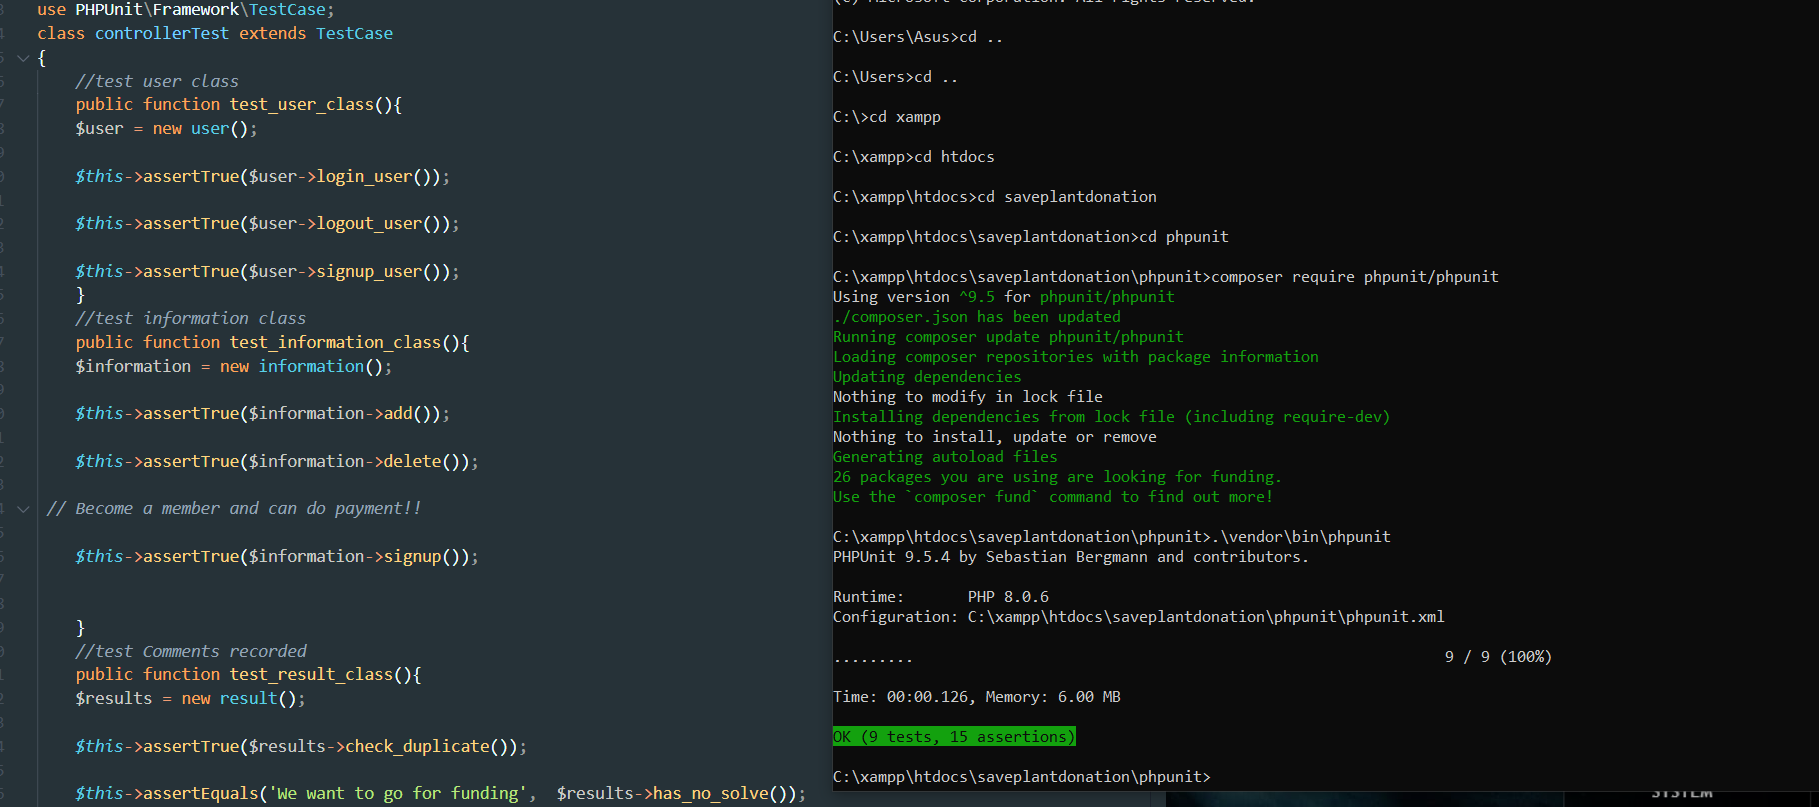 use PHPUnit\Framework\TestCase;
class controllerTest extends TestCase
{
//test user class
public function test_user_class(){
$user = new user();
$this->assertTrue($user->login_user());
$this->assertTrue($user->logout_user());
$this->assertTrue($user->signup_user());
}
//test information class
public function test_information_class(){
$information = new information();
$this->assertTrue($information->add());
$this->assertTrue($information->delete());
// Become a member and can do payment!!
$this->assertTrue($information->signup());
}
//test Comments recorded
public function test_result_class(){
$results = new result();
$this->assertTrue($results->check_duplicate());
$this->assertEquals('We want to go for funding',  $results->has_no_solve());
(c) Microsoft Corporation. All rights reserved.
C:\Users\Asus>cd ..
C:\Users>cd ..
C:\>cd xampp
C:\xampp>cd htdocs
C:\xampp\htdocs>cd saveplantdonation
C:\xampp\htdocs\saveplantdonation>cd phpunit
C:\xampp\htdocs\saveplantdonation\phpunit>composer require phpunit/phpunit
Using version ^9.5 for phpunit/phpunit
./composer.json has been updated
Running composer update phpunit/phpunit
Loading composer repositories with package information
Updating dependencies
Nothing to modify in lock file
Installing dependencies from lock file (including require-dev)
Nothing to install, update or remove
Generating autoload files
26 packages you are using are looking for funding.
Use the `composer fund` command to find out more!
C:\xampp\htdocs\saveplantdonation\phpunit>.\vendor\bin\phpunit
PHPUnit 9.5.4 by Sebastian Bergmann and contributors.
Runtime:       PHP 8.0.6
Configuration: C:\xampp\htdocs\saveplantdonation\phpunit\phpunit.xml
.........                                                           9 / 9 (100%)
Time: 00:00.126, Memory: 6.00 MB
OK (9 tests, 15 assertions)
C:\xampp\htdocs\saveplantdonation\phpunit>
SYSTEM